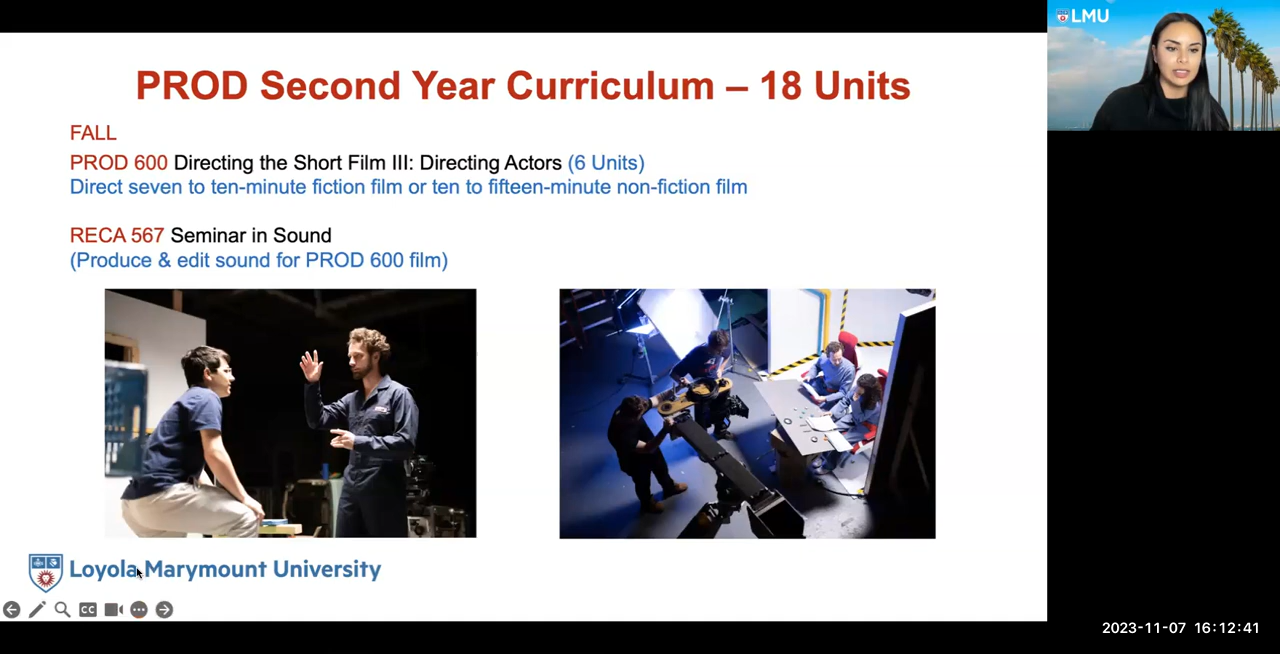 PROD Second Year Curriculum – 18 Units
LMU
FALL
PROD 600 Directing the Short Film III: Directing Actors (6 Units)
Direct seven to ten-minute fiction film or ten to fifteen-minute non-fiction film
RECA 567 Seminar in Sound
(Produce & edit sound for PROD 600 film)
Loyola Marymount University
CC
2023-11-07 16:12:41